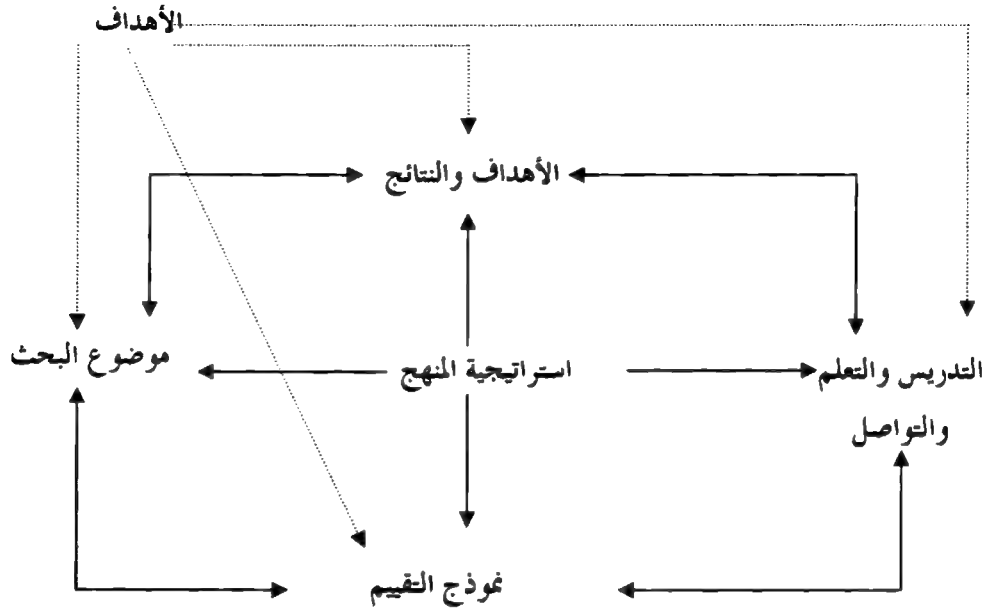 الأهداف
الأهداف والنتائج
التدريس والتعلم
والتواصل
استراتيجية المنهج
موضوع البحث
نموذج التقييم